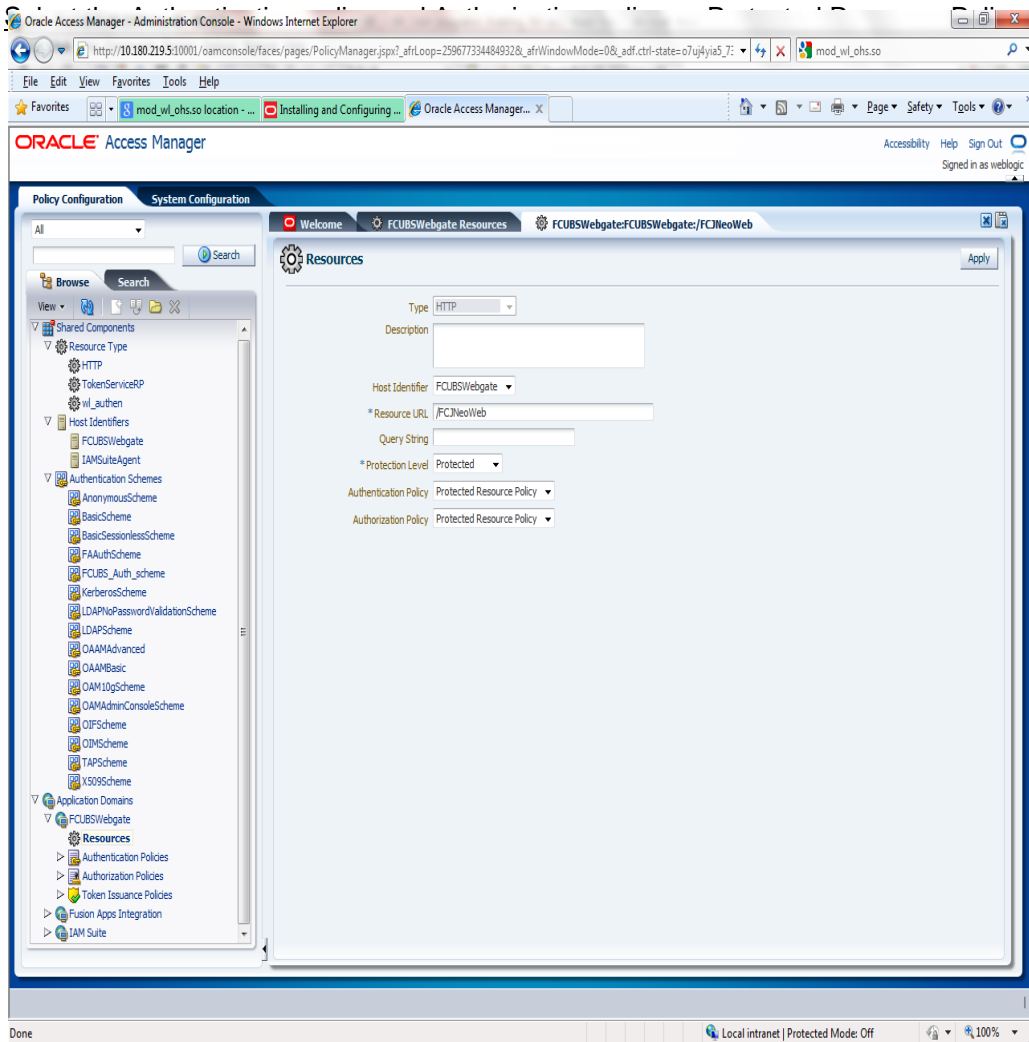 Oracle Access Manager - Administration Console - Windows Internet Explorer
http://10.180.219.5:10001/oamconsole/faces/pages/PolicyManager.jspx?_afrLoop=2596773344849328&_afrWindowMode=0&_adf.ctrl-state=o7uj4yia5_73
mod_wl_ohs.so
File Edit View Favorites Tools Help
Favorites
mod_wl_ohs.so location - ...
Installing and Configuring ...
Oracle Access Manager... X
Page Safety Tools
ORACLE Access Manager
Accessibility Help Sign Out
Signed in as weblogic
Policy Configuration System Configuration
All
Search
Browse Search
View
Shared Components
Resource Type
HTTP
TokenServiceRP
wl_authen
Host Identifiers
FCUBSWebgate
IAMSuiteAgent
Authentication Schemes
AnonymousScheme
BasicScheme
BasicSessionlessScheme
FAAuthScheme
FCUBS_Auth_scheme
KerberosScheme
LDAPNoPasswordValidationScheme
LDAPScheme
OAAMAdvanced
OAAMBasic
OAM10gScheme
OAMAdminConsoleScheme
OIFScheme
OIMScheme
TAPScheme
X509Scheme
Application Domains
FCUBSWebgate
Resources
Authentication Policies
Authorization Policies
Token Issuance Policies
Fusion Apps Integration
IAM Suite
Welcome FCUBSWebgate Resources FCUBSWebgate:FCUBSWebgate:/FCJNeoWeb
Resources
Apply
Type HTTP
Description
Host Identifier FCUBSWebgate
* Resource URL /FCJNeoWeb
Query String
* Protection Level Protected
Authentication Policy Protected Resource Policy
Authorization Policy Protected Resource Policy
Done
Local intranet | Protected Mode: Off
100%